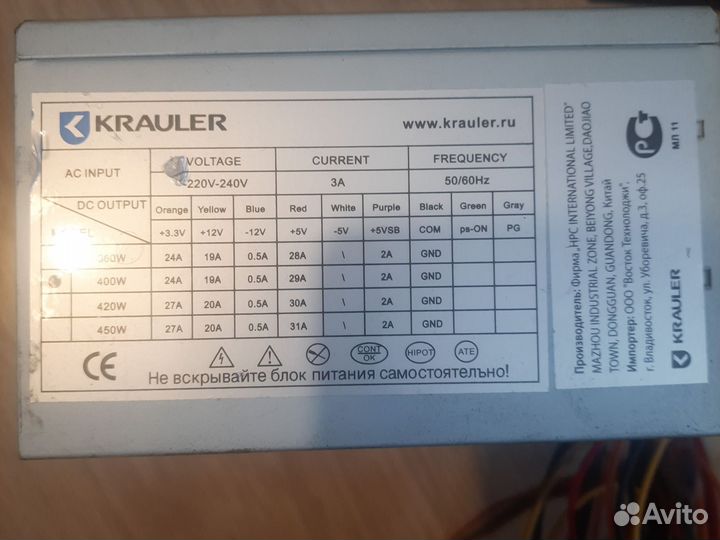 KRAULER www.krauler.ru
AC INPUT VOLTAGE CURRENT FREQUENCY
220V-240V 3A 50/60Hz
DC OUTPUT Orange Yellow Blue Red White Purple Black Green Gray
+3.3V +12V -12V +5V -5V +5VSB COM ps-ON PG
360W 24A 19A 0.5A 28A \ 2A GND
400W 24A 19A 0.5A 29A \ 2A GND
420W 27A 20A 0.5A 30A \ 2A GND
450W 27A 20A 0.5A 31A \ 2A GND
CE CONT OK HIPOT ATE
Не вскрывайте блок питания самостоятелъно!
Производитель: Фирма „HPC INTERNATIONAL LIMITED"
MAZHOU INDUSTRIAL ZONE, BEIYONG VILLAGE,DAOJIAO
TOWN, DONGGUAN, GUANDONG, Китай
Импортер: ООО "Восток Технолоджи",
г. Владивосток, ул. Уборевича, д.3, оф.25
РСТ
МЛ 11
KRAULER
Avito